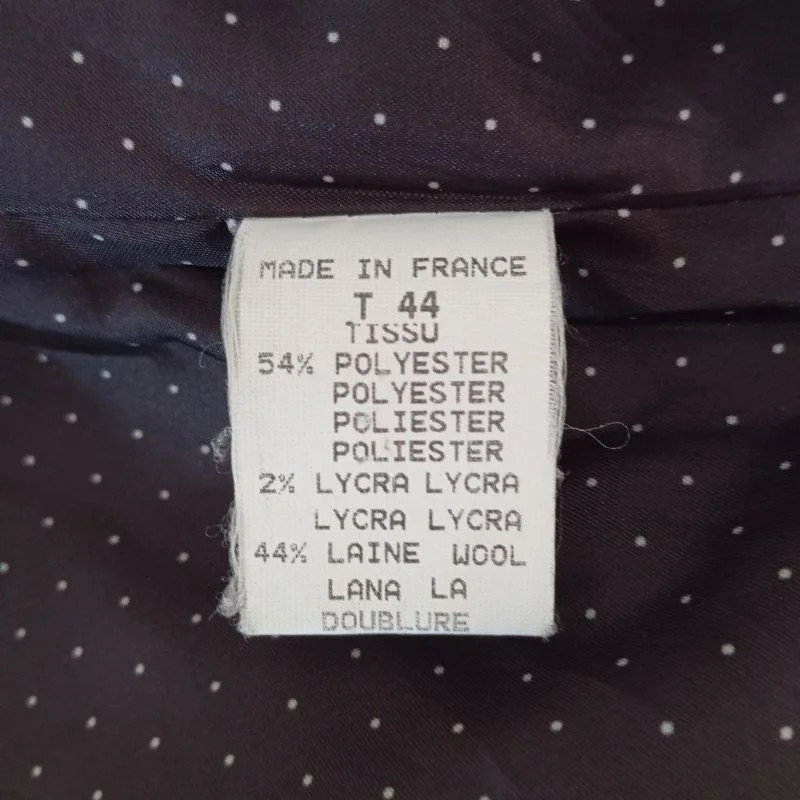 MADE IN FRANCE
T 44
TISSU
54% POLYESTER
POLYESTER
POLIESTER
POLIESTER
2% LYCRA LYCRA
LYCRA LYCRA
44% LAINE WOOL
LANA LA
DOUBLURE